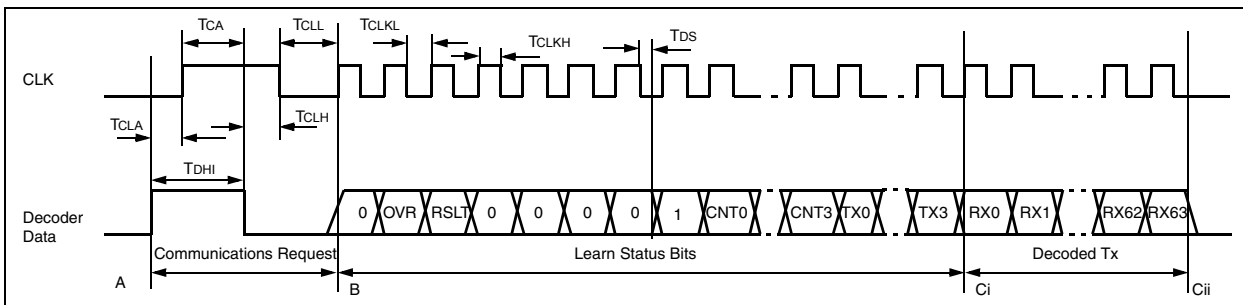 TCA TCLL TCLKL TCLKH TDS
CLK
TCLA TCLH
TDHI
Decoder Data 0 OVR RSLT 0 0 0 0 1 CNT0 CNT3 TX0 TX3 RX0 RX1 RX62 RX63
Communications Request Learn Status Bits Decoded Tx
A B Ci Cii